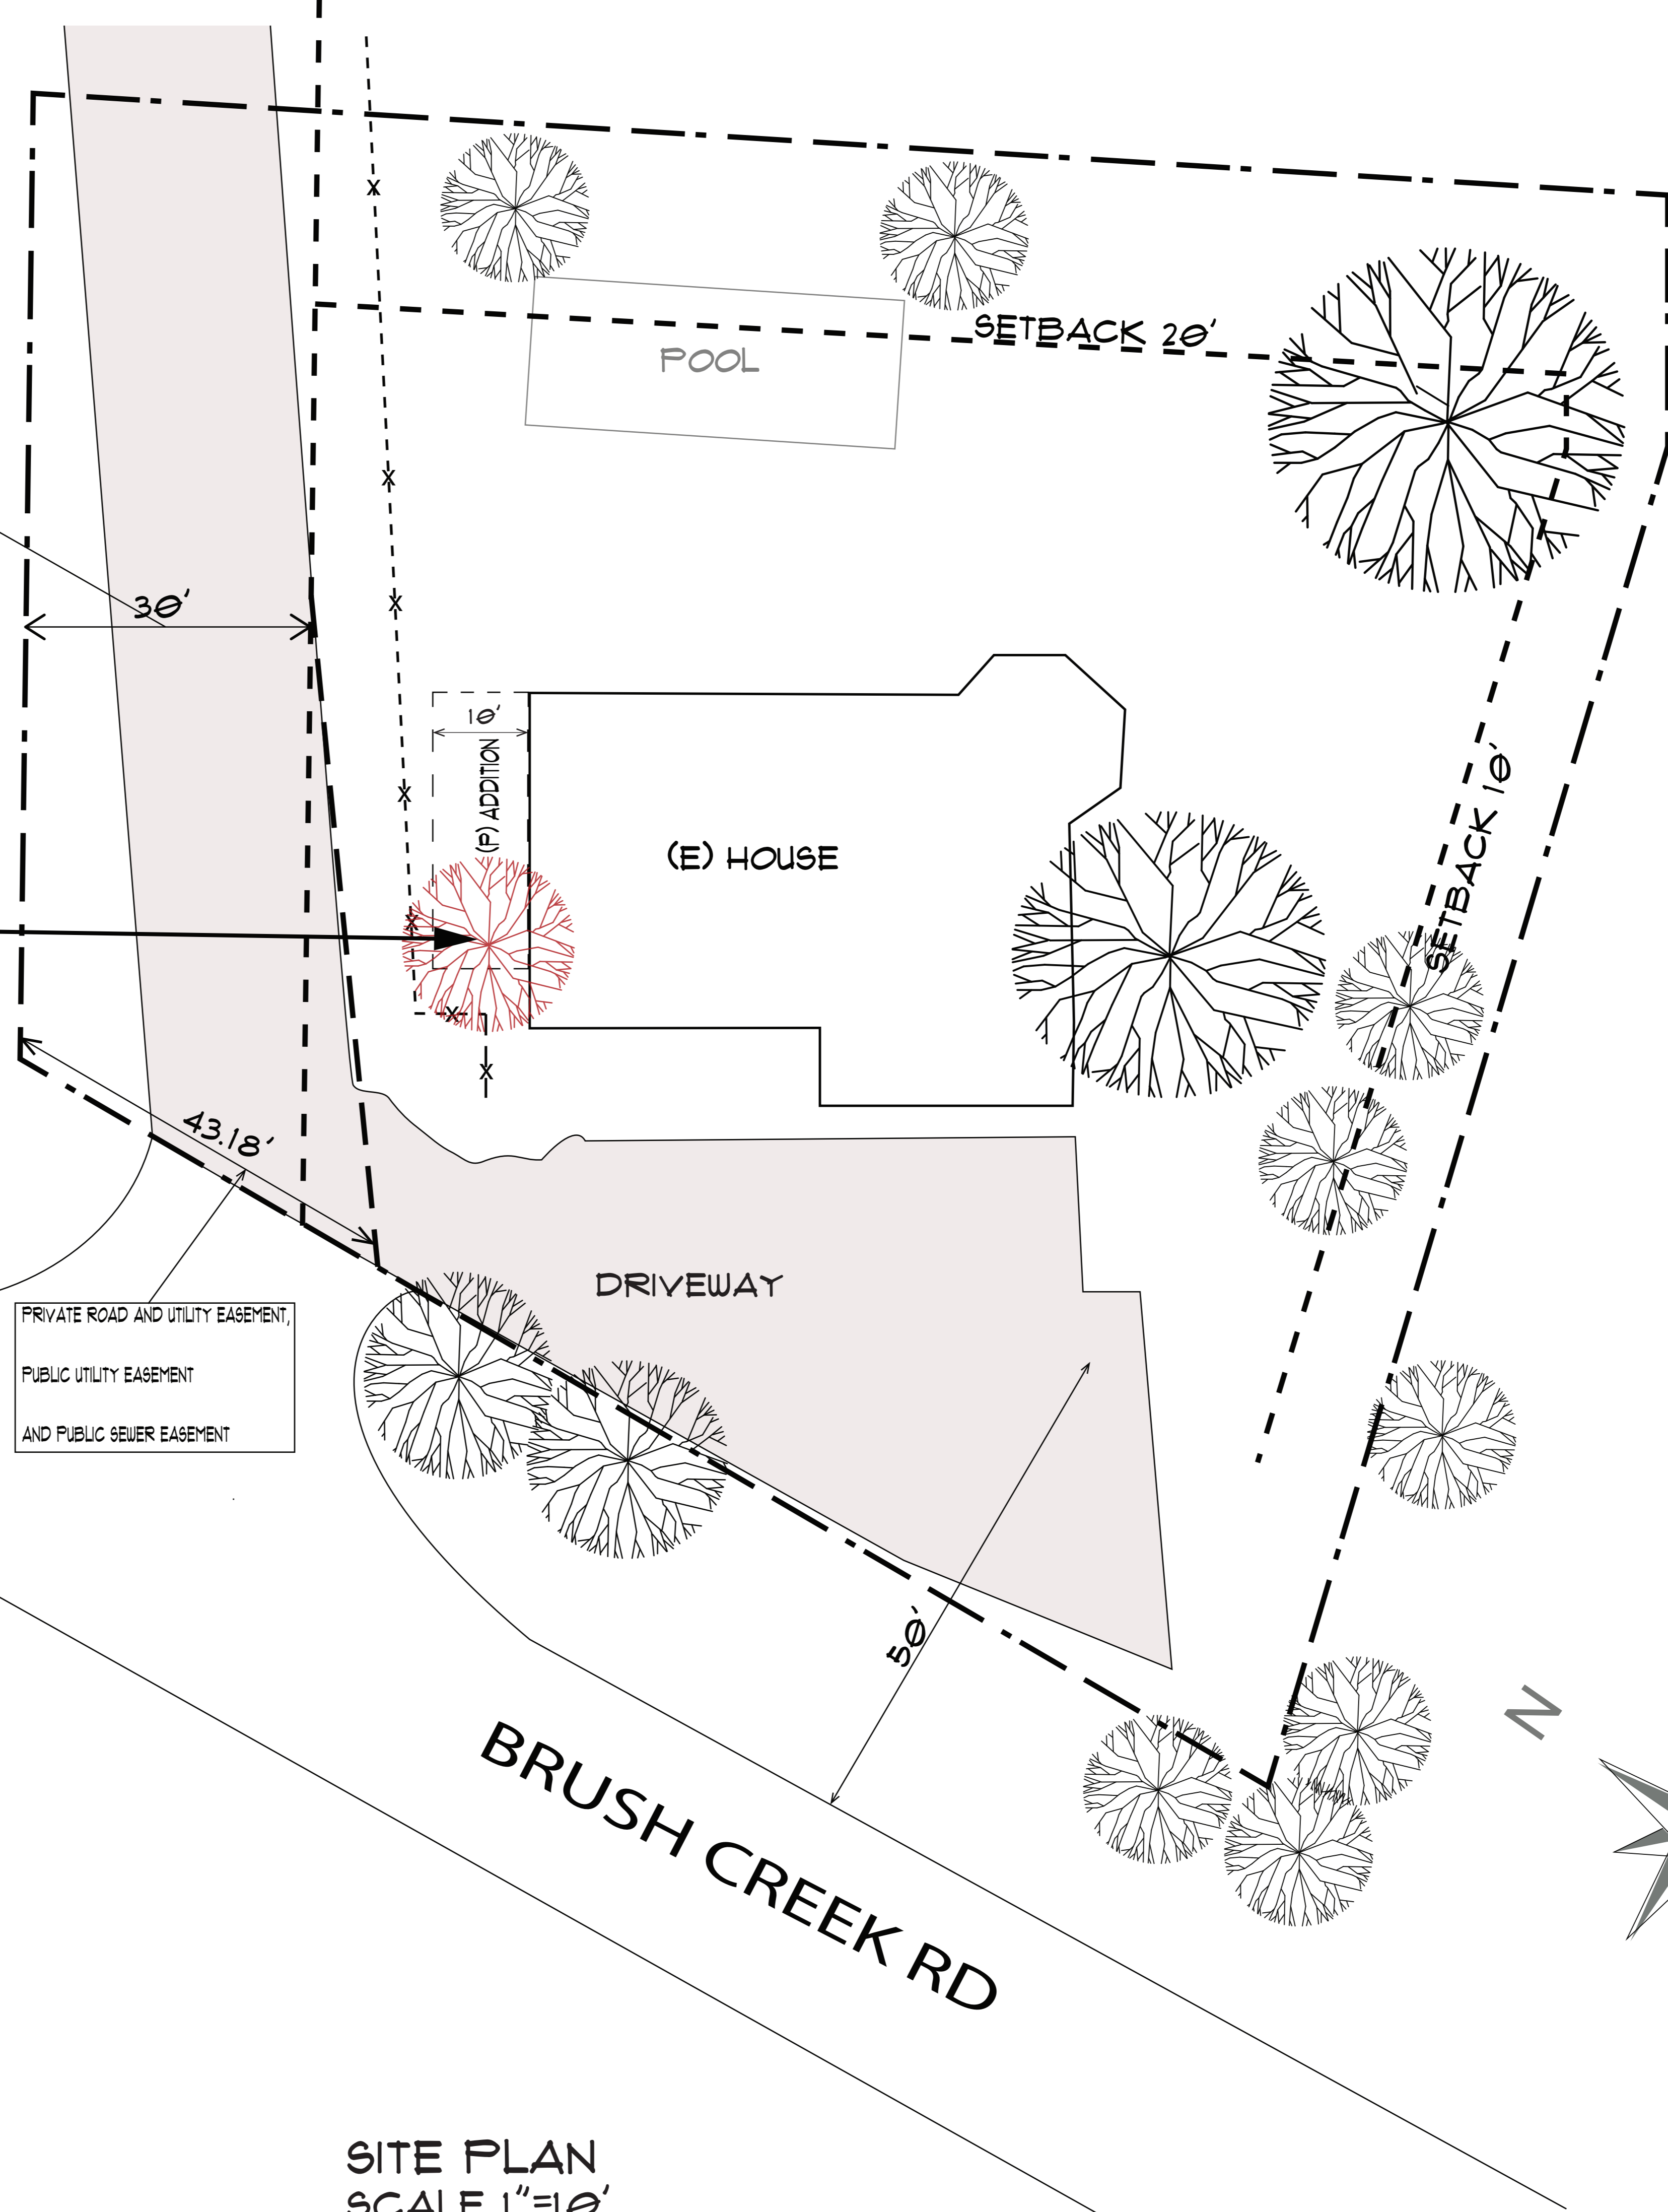 SETBACK 20'
POOL
30'
10'
(P) ADDITION
(E) HOUSE
SETBACK 10'
43.18'
DRIVEWAY
PRIVATE ROAD AND UTILITY EASEMENT,
PUBLIC UTILITY EASEMENT
AND PUBLIC SEWER EASEMENT
50'
N
BRUSH CREEK RD
SITE PLAN
SCALE 1"=10'